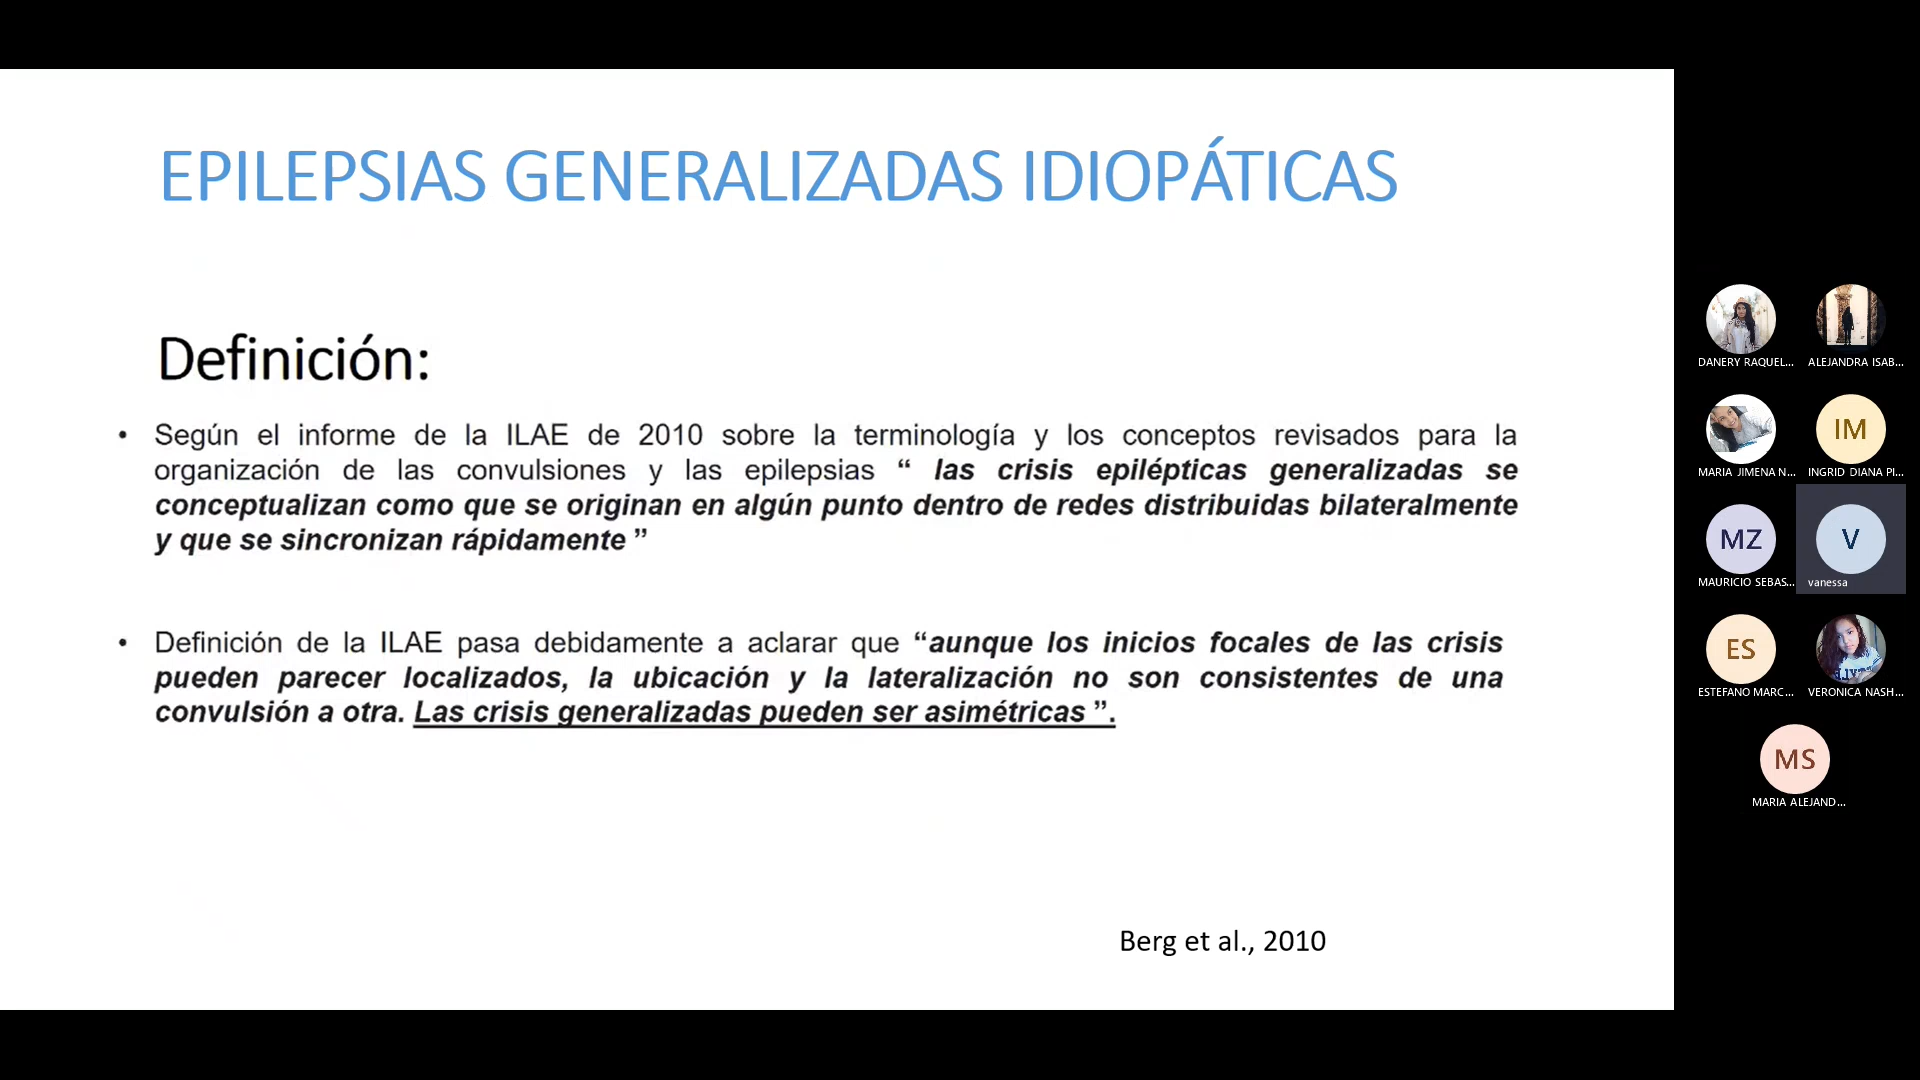 EPILEPSIAS GENERALIZADAS IDIOPÁTICAS
Definición:
• Según el informe de la ILAE de 2010 sobre la terminología y los conceptos revisados para la
organización de las convulsiones y las epilepsias “ las crisis epilépticas generalizadas se
conceptualizan como que se originan en algún punto dentro de redes distribuidas bilateralmente
y que se sincronizan rápidamente ”
• Definición de la ILAE pasa debidamente a aclarar que “aunque los inicios focales de las crisis
pueden parecer localizados, la ubicación y la lateralización no son consistentes de una
convulsión a otra. Las crisis generalizadas pueden ser asimétricas ”.
Berg et al., 2010
DANERY RAQUEL...
ALEJANDRA ISAB...
MARIA JIMENA N...
IM
INGRID DIANA PI...
MZ
MAURICIO SEBAS...
V
vanessa
ES
ESTEFANO MARC...
VERONICA NASH...
MS
MARIA ALEJAND...